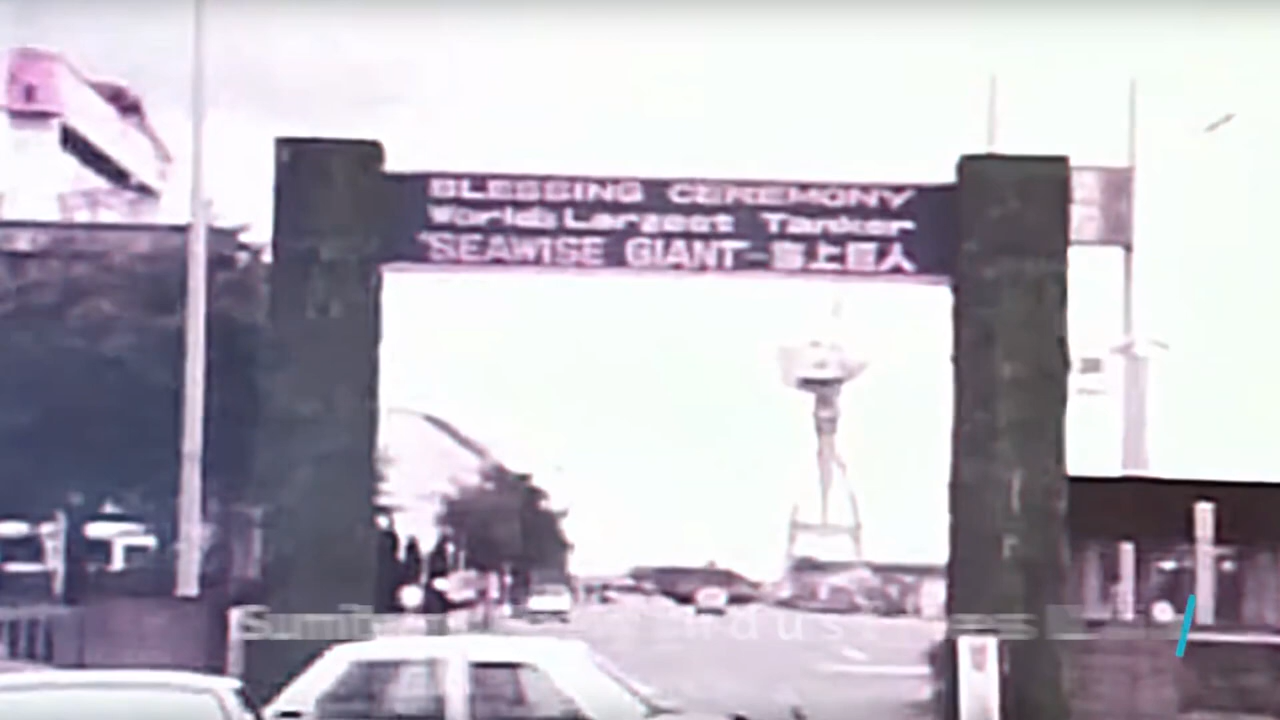 BLESSING CEREMONY
World's Largest Tanker
"SEAWISE GIANT-海上巨人